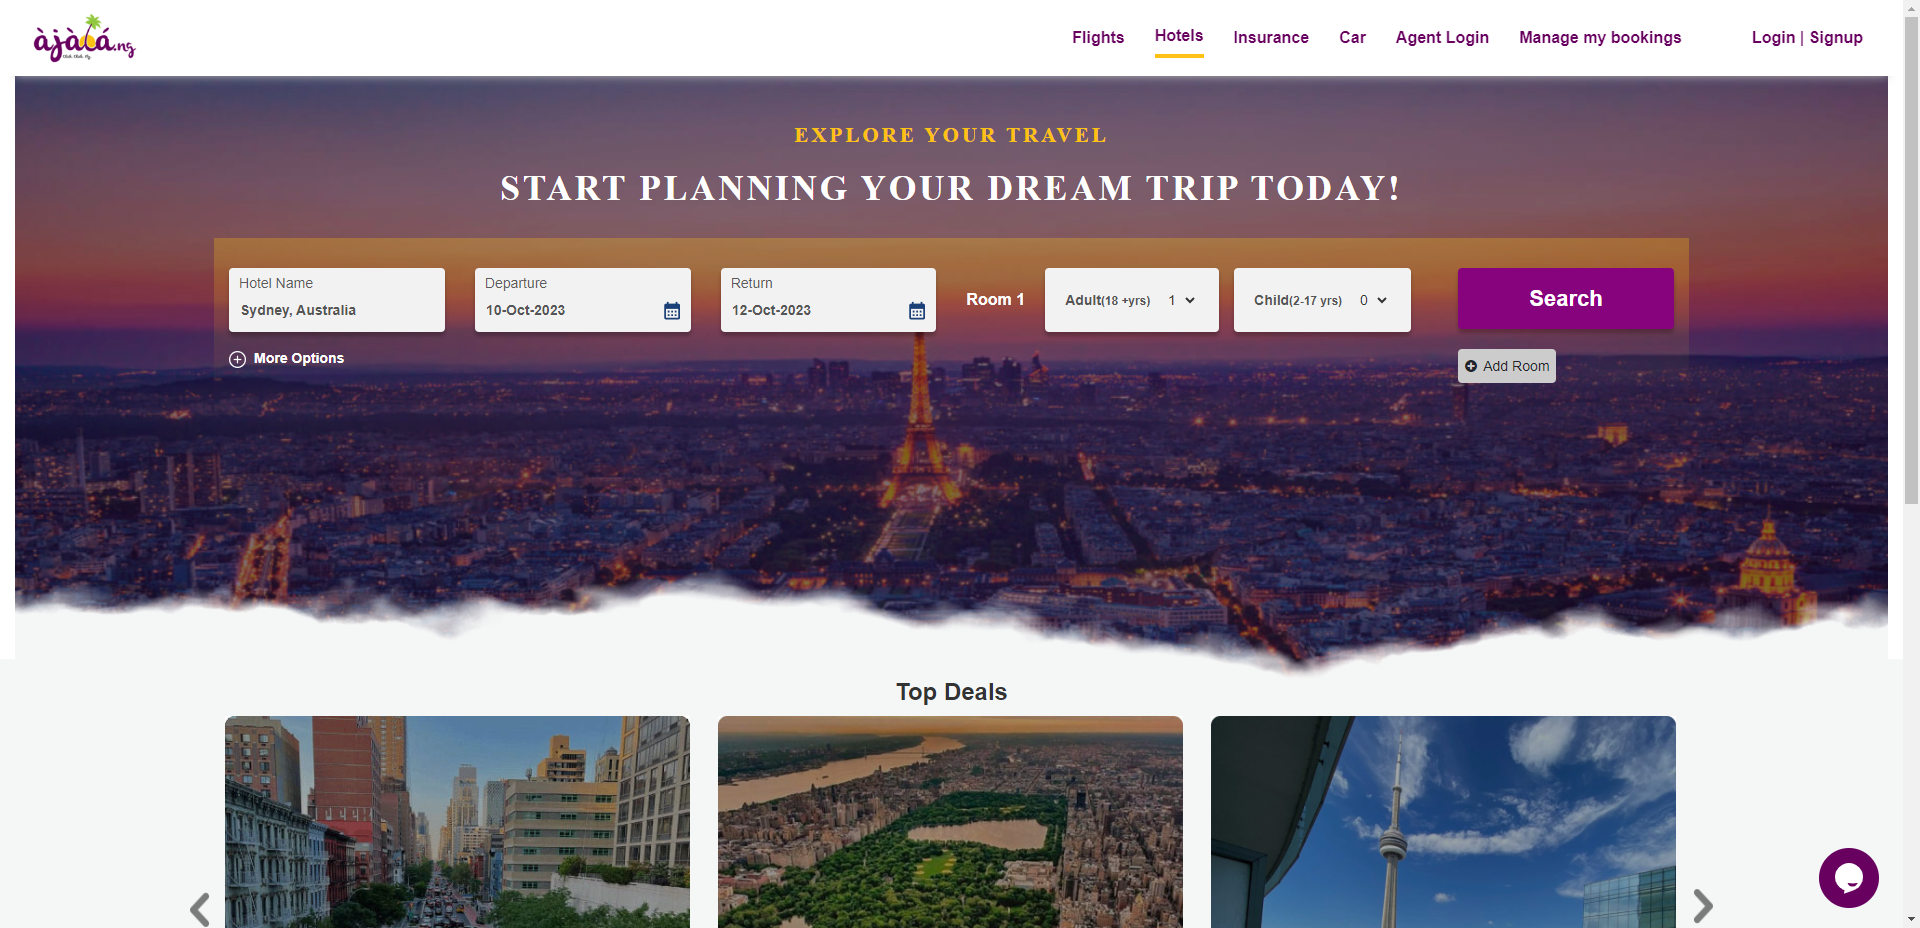 àjàlá.ng
Flights
Hotels
Insurance
Car
Agent Login
Manage my bookings
Login | Signup
EXPLORE YOUR TRAVEL
START PLANNING YOUR DREAM TRIP TODAY!
Hotel Name
Sydney, Australia
Departure
10-Oct-2023
Return
12-Oct-2023
Room 1
Adult(18 +yrs) 1
Child(2-17 yrs) 0
Search
More Options
Add Room
Top Deals